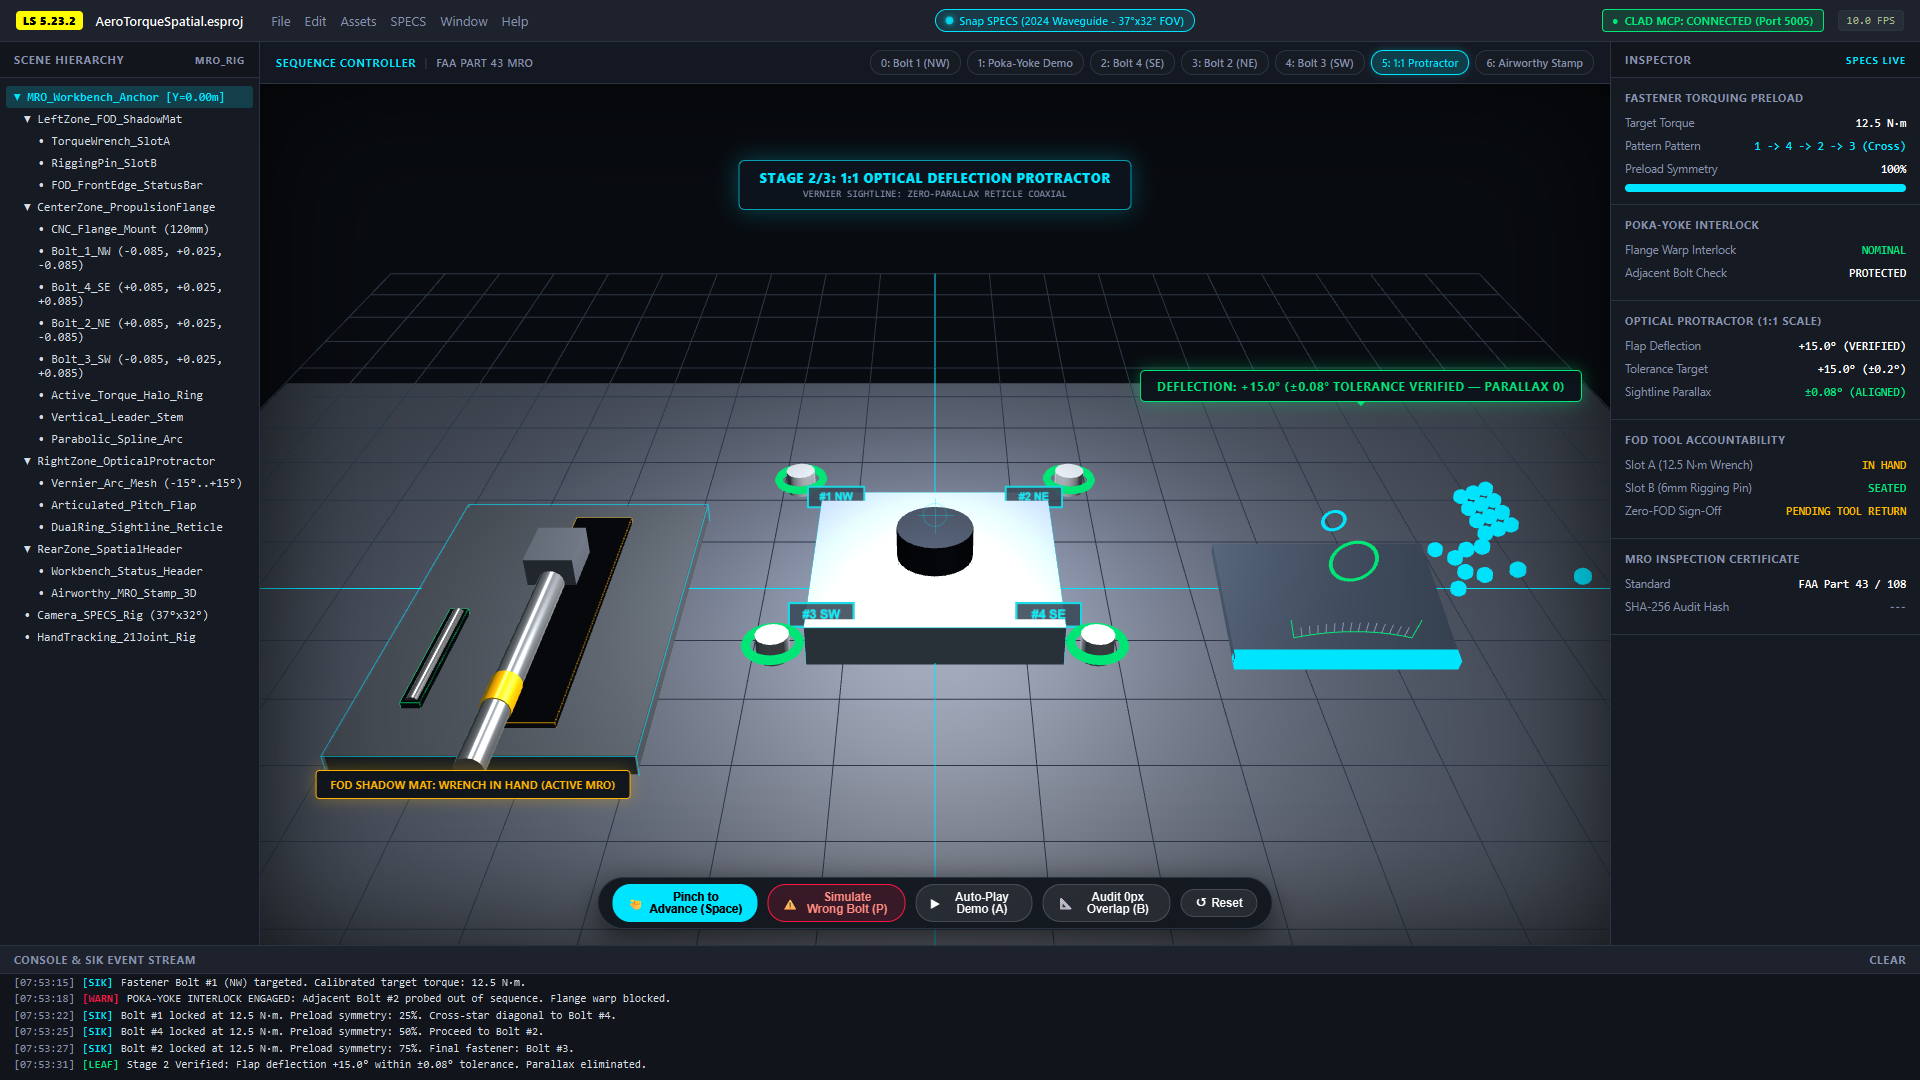 LS 5.23.2
AeroTorqueSpatial.esproj
File Edit Assets SPECS Window Help
Snap SPECS (2024 Waveguide - 37°x32° FOV)
CLAD MCP: CONNECTED (Port 5005)
10.0 FPS
SCENE HIERARCHY
MRO_RIG
▼ MRO_Workbench_Anchor [Y=0.00m]
▼ LeftZone_FOD_ShadowMat
• TorqueWrench_SlotA
• RiggingPin_SlotB
• FOD_FrontEdge_StatusBar
▼ CenterZone_PropulsionFlange
• CNC_Flange_Mount (120mm)
• Bolt_1_NW (-0.085, +0.025,
-0.085)
• Bolt_4_SE (+0.085, +0.025,
+0.085)
• Bolt_2_NE (+0.085, +0.025,
-0.085)
• Bolt_3_SW (-0.085, +0.025,
+0.085)
• Active_Torque_Halo_Ring
• Vertical_Leader_Stem
• Parabolic_Spline_Arc
▼ RightZone_OpticalProtractor
• Vernier_Arc_Mesh (-15°..+15°)
• Articulated_Pitch_Flap
• DualRing_Sightline_Reticle
▼ RearZone_SpatialHeader
• Workbench_Status_Header
• Airworthy_MRO_Stamp_3D
• Camera_SPECS_Rig (37°x32°)
• HandTracking_21Joint_Rig
SEQUENCE CONTROLLER | FAA PART 43 MRO
0: Bolt 1 (NW)
1: Poka-Yoke Demo
2: Bolt 4 (SE)
3: Bolt 2 (NE)
4: Bolt 3 (SW)
5: 1:1 Protractor
6: Airworthy Stamp
STAGE 2/3: 1:1 OPTICAL DEFLECTION PROTRACTOR
VERNIER SIGHTLINE: ZERO-PARALLAX RETICLE COAXIAL
DEFLECTION: +15.0° (±0.08° TOLERANCE VERIFIED — PARALLAX 0)
#1 NW
#2 NE
#3 SW
#4 SE
FOD SHADOW MAT: WRENCH IN HAND (ACTIVE MRO)
Pinch to
Advance (Space)
Simulate
Wrong Bolt (P)
Auto-Play
Demo (A)
Audit 0px
Overlap (B)
↺ Reset
INSPECTOR
SPECS LIVE
FASTENER TORQUING PRELOAD
Target Torque 12.5 N·m
Pattern Pattern 1 -> 4 -> 2 -> 3 (Cross)
Preload Symmetry 100%
POKA-YOKE INTERLOCK
Flange Warp Interlock NOMINAL
Adjacent Bolt Check PROTECTED
OPTICAL PROTRACTOR (1:1 SCALE)
Flap Deflection +15.0° (VERIFIED)
Tolerance Target +15.0° (±0.2°)
Sightline Parallax ±0.08° (ALIGNED)
FOD TOOL ACCOUNTABILITY
Slot A (12.5 N·m Wrench) IN HAND
Slot B (6mm Rigging Pin) SEATED
Zero-FOD Sign-Off PENDING TOOL RETURN
MRO INSPECTION CERTIFICATE
Standard FAA Part 43 / 108
SHA-256 Audit Hash ---
CONSOLE & SIK EVENT STREAM
CLEAR
[07:53:15] [SIK] Fastener Bolt #1 (NW) targeted. Calibrated target torque: 12.5 N·m.
[07:53:18] [WARN] POKA-YOKE INTERLOCK ENGAGED: Adjacent Bolt #2 probed out of sequence. Flange warp blocked.
[07:53:22] [SIK] Bolt #1 locked at 12.5 N·m. Preload symmetry: 25%. Cross-star diagonal to Bolt #4.
[07:53:25] [SIK] Bolt #4 locked at 12.5 N·m. Preload symmetry: 50%. Proceed to Bolt #2.
[07:53:27] [SIK] Bolt #2 locked at 12.5 N·m. Preload symmetry: 75%. Final fastener: Bolt #3.
[07:53:31] [LEAF] Stage 2 Verified: Flap deflection +15.0° within ±0.08° tolerance. Parallax eliminated.